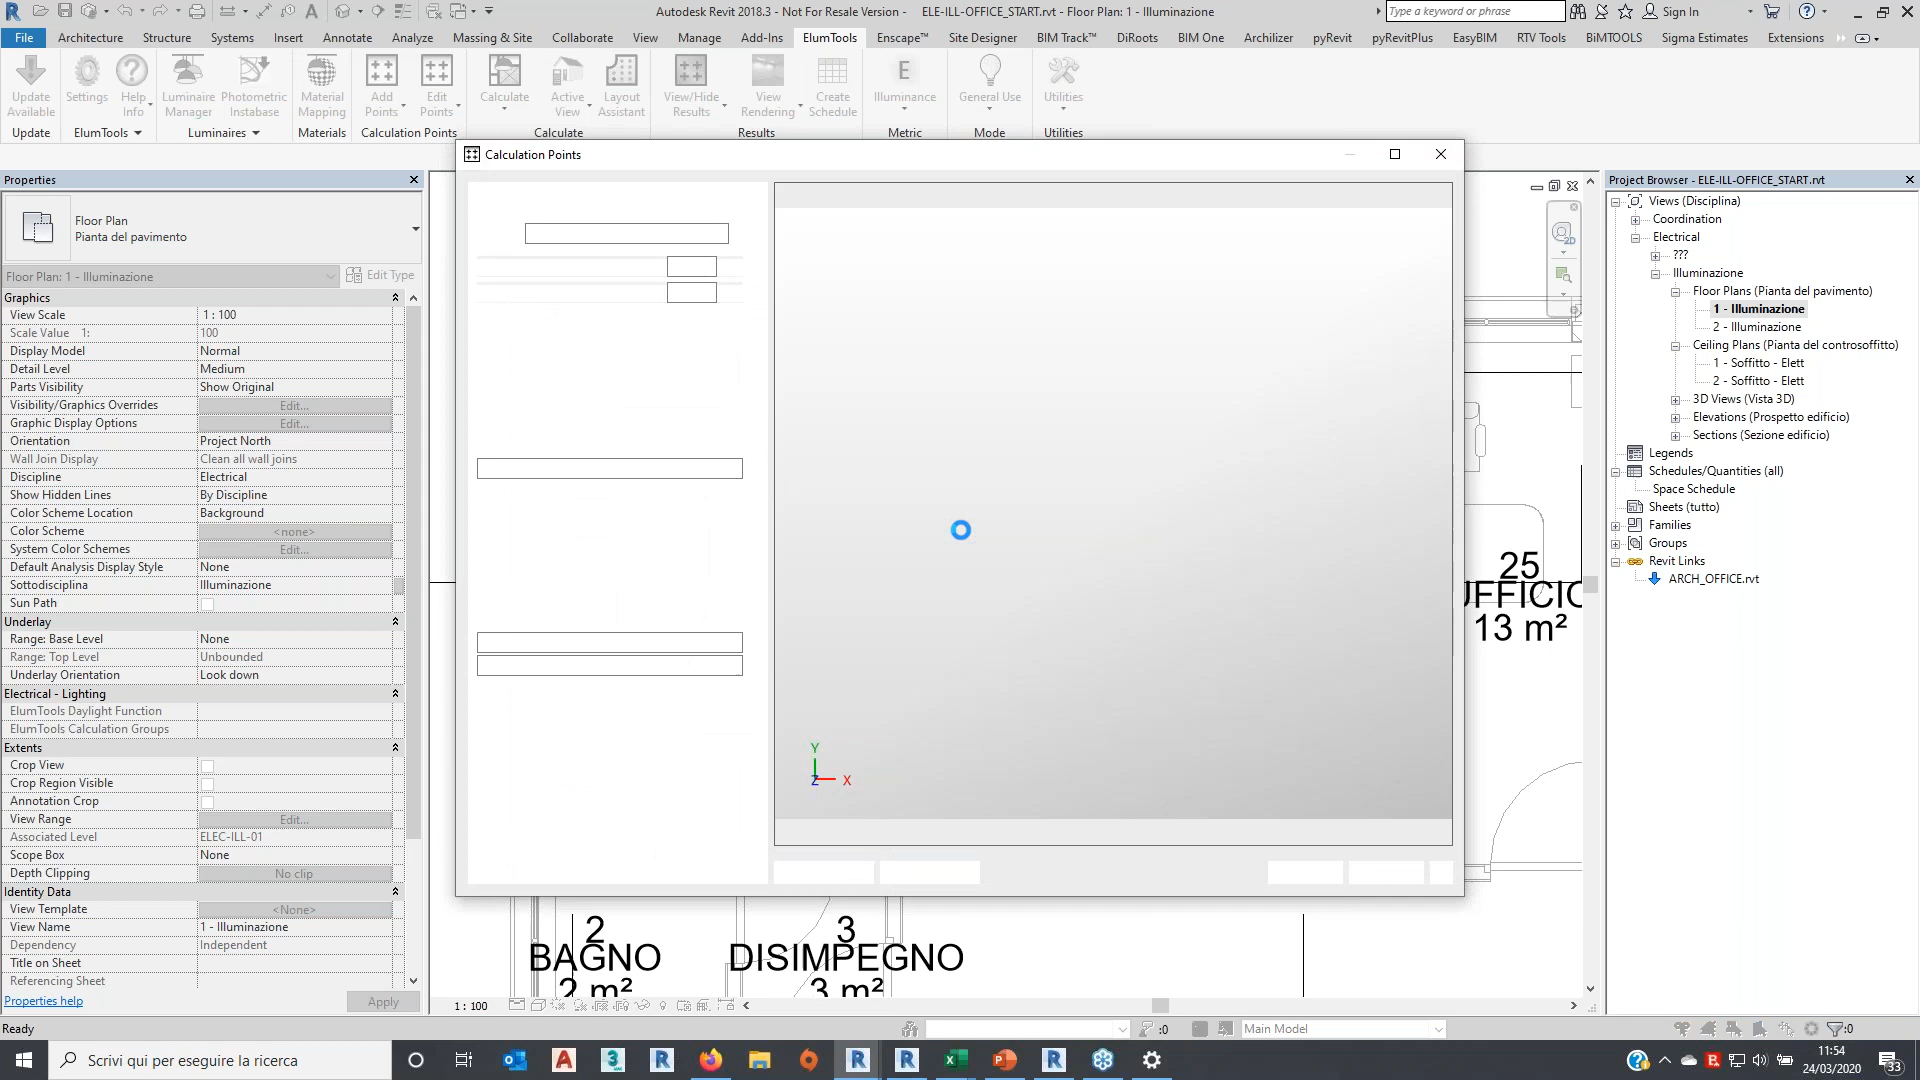 Autodesk Revit 2018.3 - Not For Resale Version - ELE-ILL-OFFICE_START.rvt - Floor Plan: 1 - Illuminazione
Type a keyword or phrase
Sign In
File Architecture Structure Systems Insert Annotate Analyze Massing & Site Collaborate View Manage Add-Ins ElumTools Enscape™ Site Designer BIM Track™ DiRoots BIM One Archilizer pyRevit pyRevitPlus EasyBIM RTV Tools BiMTOOLS Sigma Estimates Extensions
Update Available
Settings
Help Info
Luminaire Manager
Photometric Instabase
Material Mapping
Add Points
Edit Points
Calculate
Active View
Layout Assistant
View/Hide Results
View Rendering
Create Schedule
E
Illuminance
General Use
Utilities
Update ElumTools Luminaires Materials Calculation Points Calculate Results Metric Mode Utilities
Properties
Floor Plan
Pianta del pavimento
Floor Plan: 1 - Illuminazione
Edit Type
Graphics
View Scale 1 : 100
Scale Value 1: 100
Display Model Normal
Detail Level Medium
Parts Visibility Show Original
Visibility/Graphics Overrides Edit...
Graphic Display Options Edit...
Orientation Project North
Wall Join Display Clean all wall joins
Discipline Electrical
Show Hidden Lines By Discipline
Color Scheme Location Background
Color Scheme <none>
System Color Schemes Edit...
Default Analysis Display Style None
Sottodisciplina Illuminazione
Sun Path
Underlay
Range: Base Level None
Range: Top Level Unbounded
Underlay Orientation Look down
Electrical - Lighting
ElumTools Daylight Function
ElumTools Calculation Groups
Extents
Crop View
Crop Region Visible
Annotation Crop
View Range Edit...
Associated Level ELEC-ILL-01
Scope Box None
Depth Clipping No clip
Identity Data
View Template <None>
View Name 1 - Illuminazione
Dependency Independent
Title on Sheet
Referencing Sheet
Properties help
Apply
Calculation Points
Y
Z X
2D
25
UFFICIO
13 m²
2
BAGNO
2 m²
3
DISIMPEGNO
3 m²
1 : 100
Project Browser - ELE-ILL-OFFICE_START.rvt
Views (Disciplina)
Coordination
Electrical
???
Illuminazione
Floor Plans (Pianta del pavimento)
1 - Illuminazione
2 - Illuminazione
Ceiling Plans (Pianta del controsoffitto)
1 - Soffitto - Elett
2 - Soffitto - Elett
3D Views (Vista 3D)
Elevations (Prospetto edificio)
Sections (Sezione edificio)
Legends
Schedules/Quantities (all)
Space Schedule
Sheets (tutto)
Families
Groups
Revit Links
ARCH_OFFICE.rvt
Ready
:0
Main Model
:0
Scrivi qui per eseguire la ricerca
11:54
24/03/2020
33